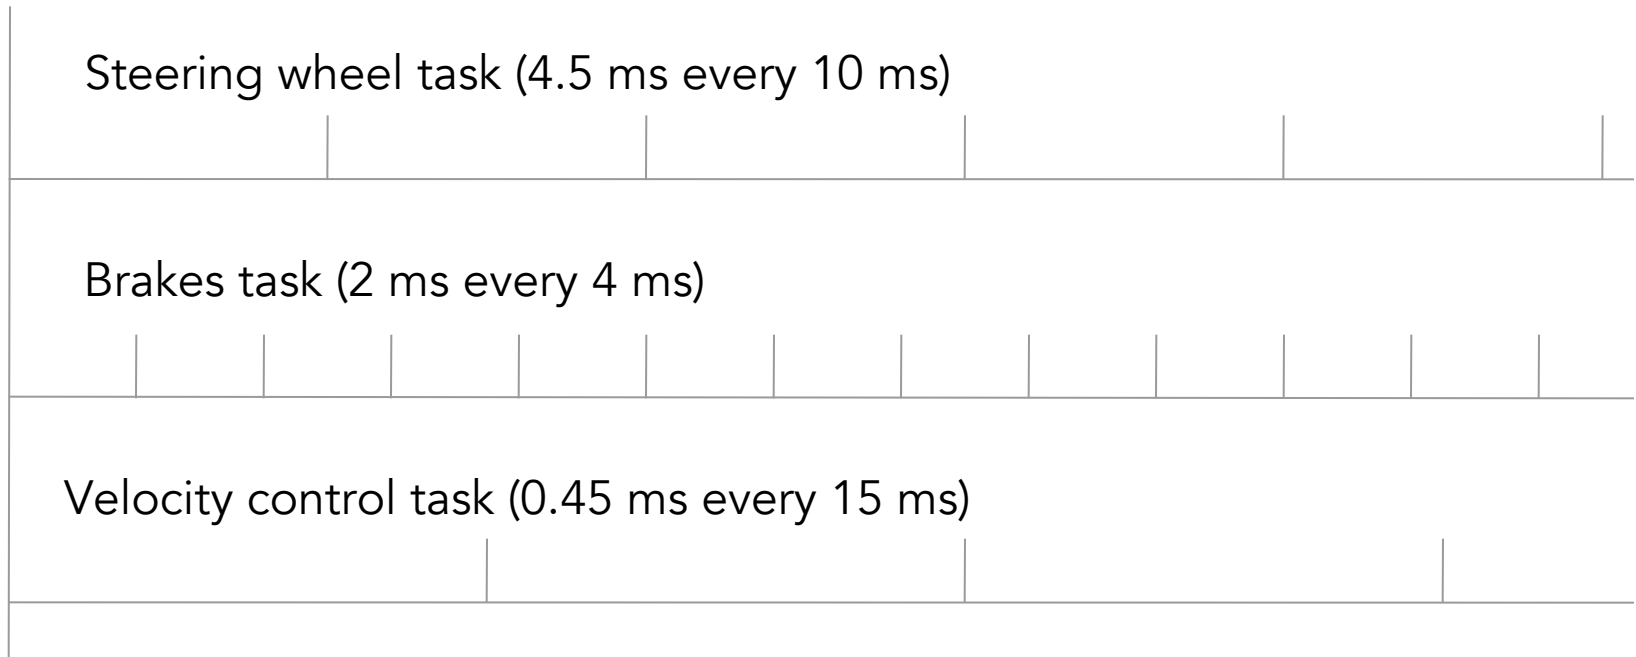 Steering wheel task (4.5 ms every 10 ms)
Brakes task (2 ms every 4 ms)
Velocity control task (0.45 ms every 15 ms)